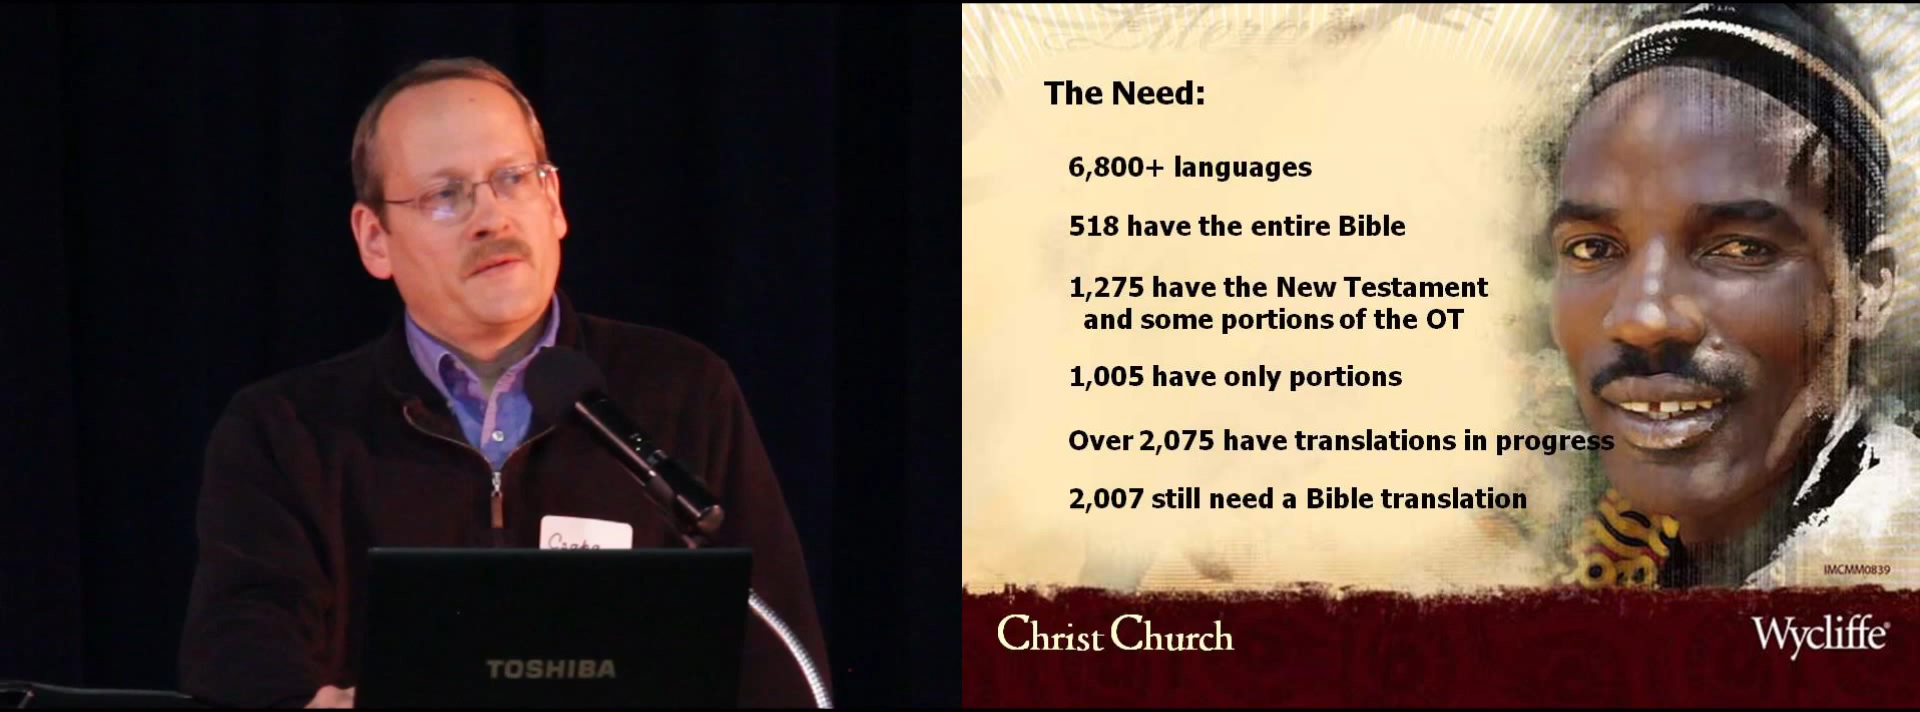 TOSHIBA
The Need:
6,800+ languages
518 have the entire Bible
1,275 have the New Testament
and some portions of the OT
1,005 have only portions
Over 2,075 have translations in progress
2,007 still need a Bible translation
IMCMM0839
Christ Church
Wycliffe®